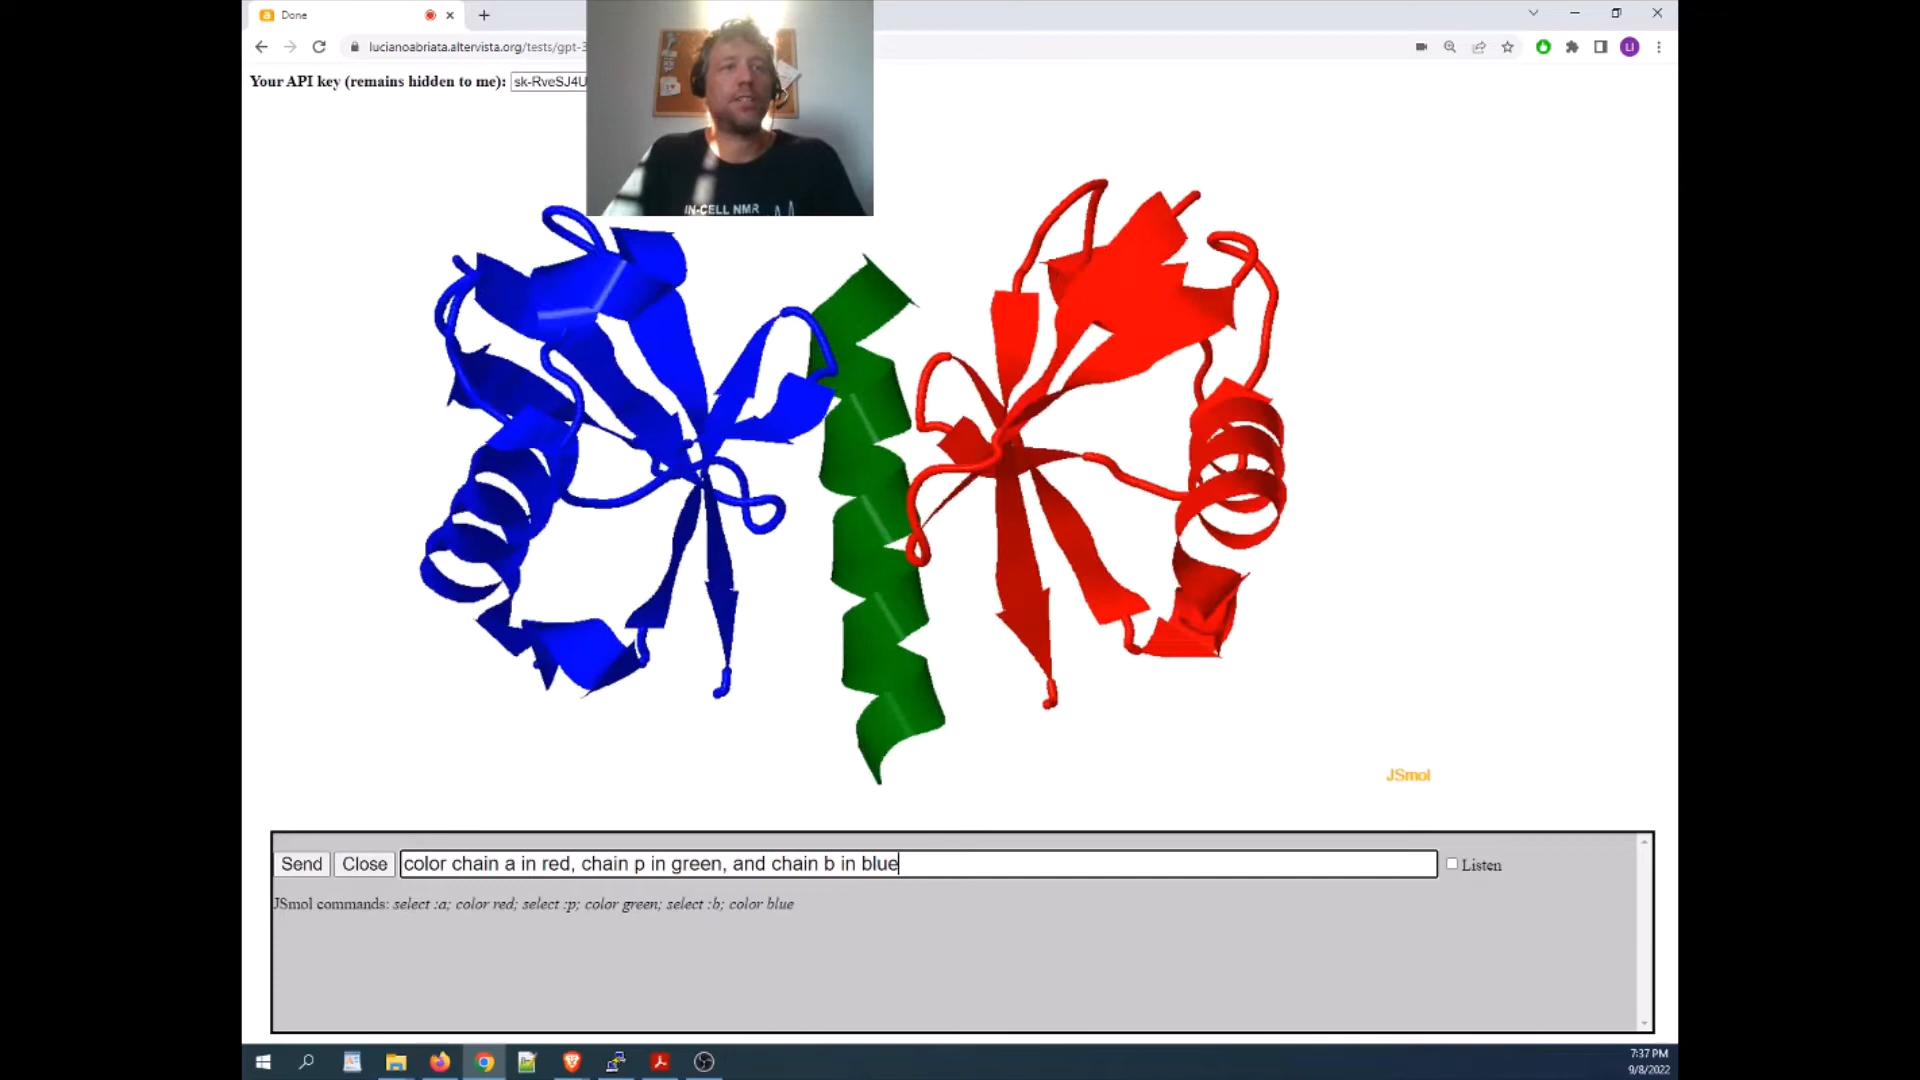 Done
lucianoabriata.altervista.org/tests/gpt-3
LI
Your API key (remains hidden to me): sk-RveSJ4U
IN-CELL NMR
JSmol
Send Close color chain a in red, chain p in green, and chain b in blue Listen
JSmol commands: select :a; color red; select :p; color green; select :b; color blue
7:37 PM
9/8/2022